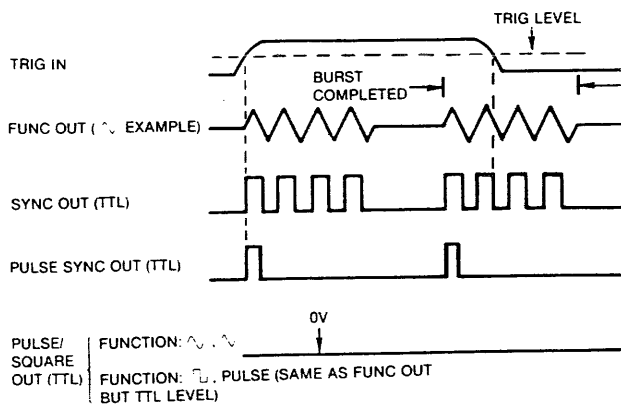 TRIG LEVEL
TRIG IN
BURST
COMPLETED
FUNC OUT ( ∿ EXAMPLE)
SYNC OUT (TTL)
PULSE SYNC OUT (TTL)
0V
PULSE/
SQUARE
OUT (TTL)
FUNCTION: ∿ , ∿
FUNCTION: ⊓⊔ , PULSE (SAME AS FUNC OUT
BUT TTL LEVEL)